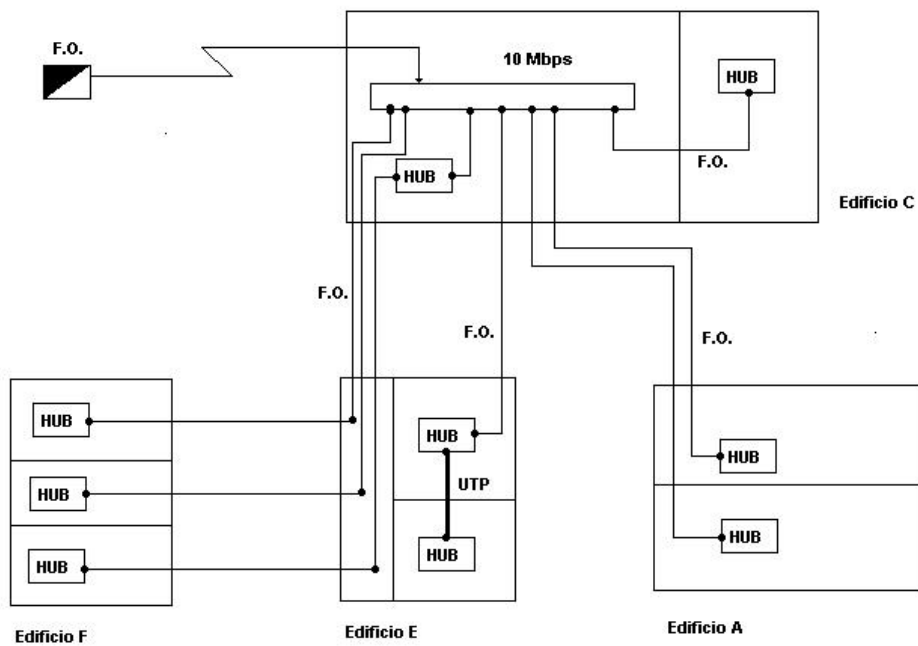 F.O.
10 Mbps
HUB
F.O.
HUB
Edificio C
F.O.
F.O.
F.O.
HUB
HUB
UTP
HUB
HUB
HUB
HUB
HUB
HUB
Edificio F
Edificio E
Edificio A